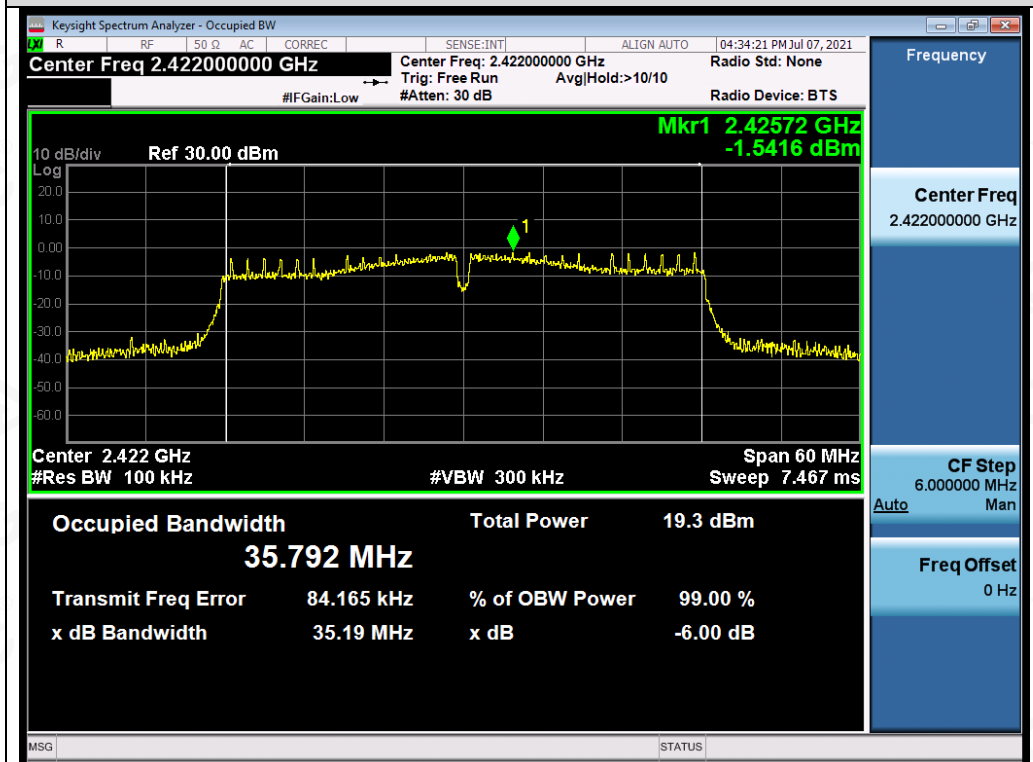 Keysight Spectrum Analyzer - Occupied BW
LXI R RF 50 Ω AC CORREC SENSE:INT ALIGN AUTO 04:34:21 PM Jul 07, 2021
Center Freq 2.422000000 GHz
Center Freq: 2.422000000 GHz
Radio Std: None
Trig: Free Run Avg|Hold:>10/10
#IFGain:Low
#Atten: 30 dB
Radio Device: BTS
Mkr1 2.42572 GHz
-1.5416 dBm
10 dB/div Ref 30.00 dBm
Log
20.0
10.0
0.00
-10.0
-20.0
-30.0
-40.0
-50.0
-60.0
1
Center 2.422 GHz Span 60 MHz
#Res BW 100 kHz #VBW 300 kHz Sweep 7.467 ms
Occupied Bandwidth Total Power 19.3 dBm
35.792 MHz
Transmit Freq Error 84.165 kHz % of OBW Power 99.00 %
x dB Bandwidth 35.19 MHz x dB -6.00 dB
Frequency
Center Freq
2.422000000 GHz
CF Step
6.000000 MHz
Auto Man
Freq Offset
0 Hz
MSG STATUS